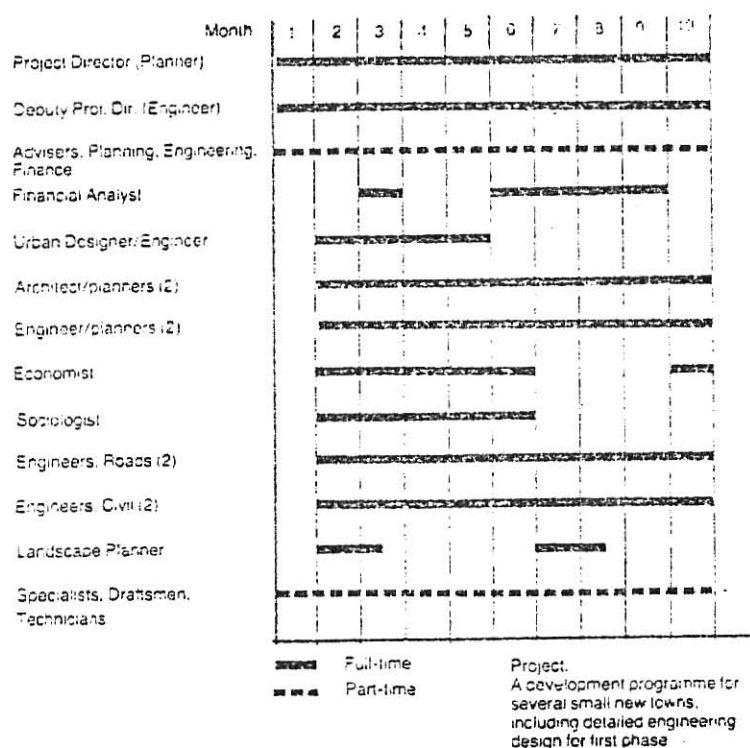 Month 1 2 3 4 5 6 7 8 9 10
Project Director (Planner)
Deputy Proj. Dir. (Engineer)
Advisers, Planning, Engineering,
Finance
Financial Analyst
Urban Designer/Engineer
Architect/planners (2)
Engineer/planners (2)
Economist
Sociologist
Engineers, Roads (2)
Engineers, Civil (2)
Landscape Planner
Specialists, Draftsmen,
Technicians
Full-time
Part-time
Project.
A development programme for
several small new towns,
including detailed engineering
design for first phase